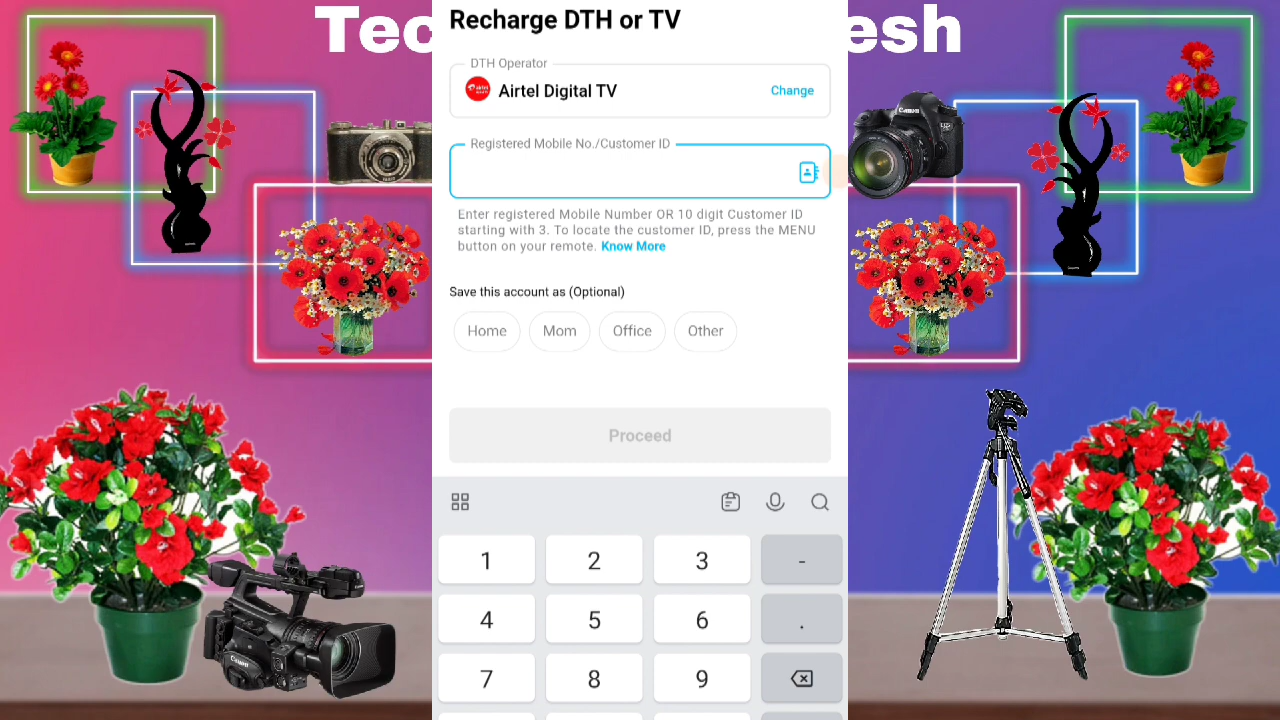 Tec
esh
Recharge DTH or TV
DTH Operator
airtel
Airtel Digital TV
Change
Registered Mobile No./Customer ID
Enter registered Mobile Number OR 10 digit Customer ID
starting with 3. To locate the customer ID, press the MENU
button on your remote. Know More
Save this account as (Optional)
Home
Mom
Office
Other
Proceed
1
2
3
-
4
5
6
.
7
8
9
Canon
Canon